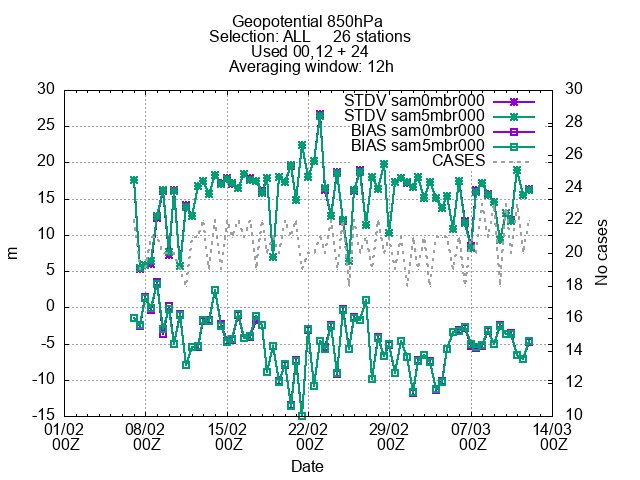 Geopotential 850hPa
Selection: ALL 26 stations
Used 00,12 + 24
Averaging window: 12h
STDV sam0mbr000
STDV sam5mbr000
BIAS sam0mbr000
BIAS sam5mbr000
CASES
m
30
25
20
15
10
5
0
-5
-10
-15
No cases
30
28
26
24
22
20
18
16
14
12
10
01/02 08/02 15/02 22/02 29/02 07/03 14/03
00Z 00Z 00Z 00Z 00Z 00Z 00Z
Date